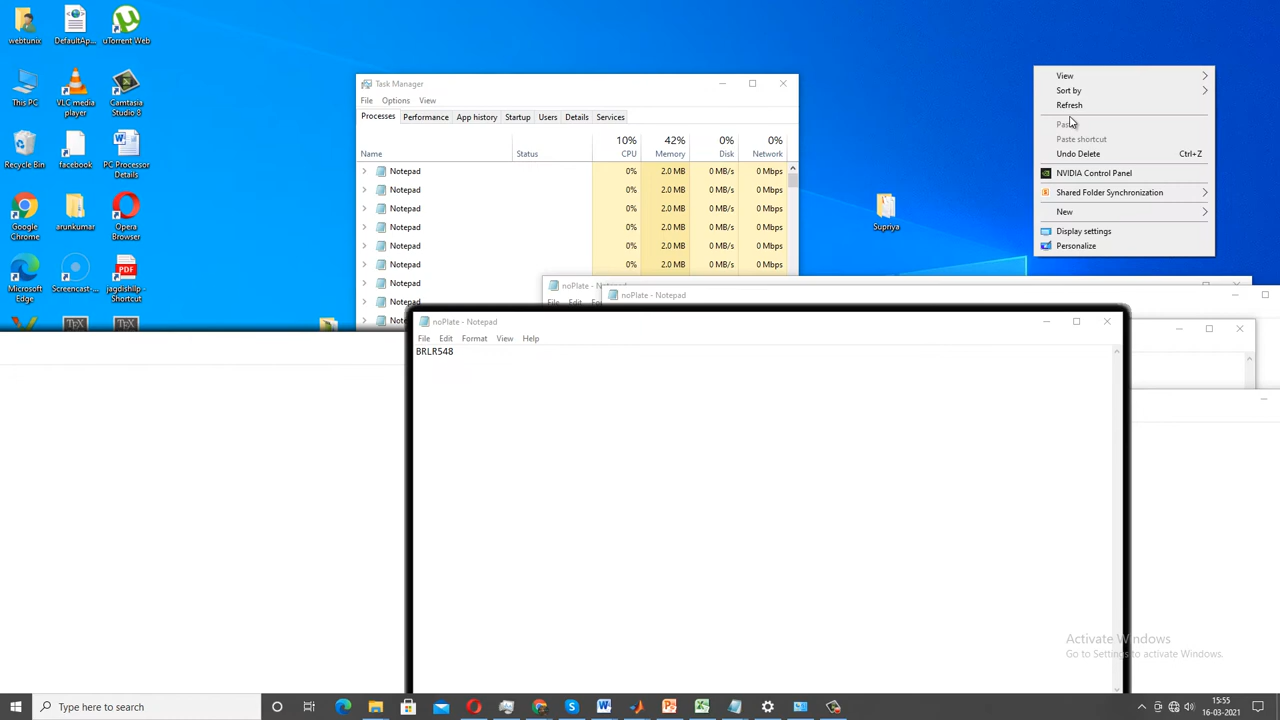 webtunix
DefaultAp...
uTorrent Web
This PC
VLC media
player
Camtasia
Studio 8
Recycle Bin
facebook
PC Processor
Details
Google
Chrome
arunkumar
Opera
Browser
Microsoft
Edge
Screencast-...
jagdishllp -
Shortcut
Task Manager
File Options View
Processes Performance App history Startup Users Details Services
10% 42% 0% 0%
Name Status CPU Memory Disk Network
Notepad 0% 2.0 MB 0 MB/s 0 Mbps
Notepad 0% 2.0 MB 0 MB/s 0 Mbps
Notepad 0% 2.0 MB 0 MB/s 0 Mbps
Notepad 0% 2.0 MB 0 MB/s 0 Mbps
Notepad 0% 2.0 MB 0 MB/s 0 Mbps
Notepad 0% 2.0 MB 0 MB/s 0 Mbps
Notepad
Notepad
Notepad
Supriya
View
Sort by
Refresh
Paste shortcut
Undo Delete Ctrl+Z
NVIDIA Control Panel
Shared Folder Synchronization
New
Display settings
Personalize
noPlate - Notepad
File Edit
noPlate - Notepad
noPlate - Notepad
File Edit Format View Help
BRLR548
Activate Windows
Go to Settings to activate Windows.
Type here to search
15:55
16-03-2021